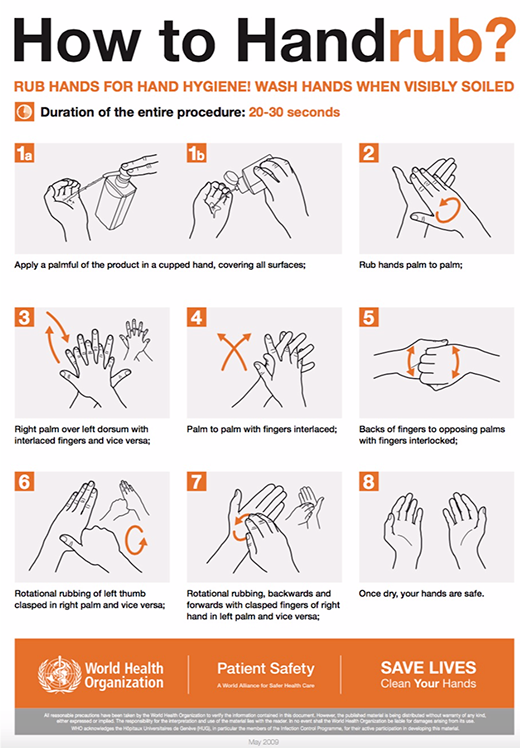 How to Handrub?
RUB HANDS FOR HAND HYGIENE! WASH HANDS WHEN VISIBLY SOILED
Duration of the entire procedure: 20-30 seconds
1a
1b
2
Apply a palmful of the product in a cupped hand, covering all surfaces;
Rub hands palm to palm;
3
4
5
Right palm over left dorsum with
interlaced fingers and vice versa;
Palm to palm with fingers interlaced;
Backs of fingers to opposing palms
with fingers interlocked;
6
7
8
Rotational rubbing of left thumb
clasped in right palm and vice versa;
Rotational rubbing, backwards and
forwards with clasped fingers of right
hand in left palm and vice versa;
Once dry, your hands are safe.
World Health
Organization
Patient Safety
A World Alliance for Safer Health Care
SAVE LIVES
Clean Your Hands
All reasonable precautions have been taken by the World Health Organization to verify the information contained in this document. However, the published material is being distributed without warranty of any kind,
either expressed or implied. The responsibility for the interpretation and use of the material lies with the reader. In no event shall the World Health Organization be liable for damages arising from its use.
WHO acknowledges the Hôpitaux Universitaires de Genève (HUG), in particular the members of the Infection Control Programme, for their active participation in developing this material.
May 2009